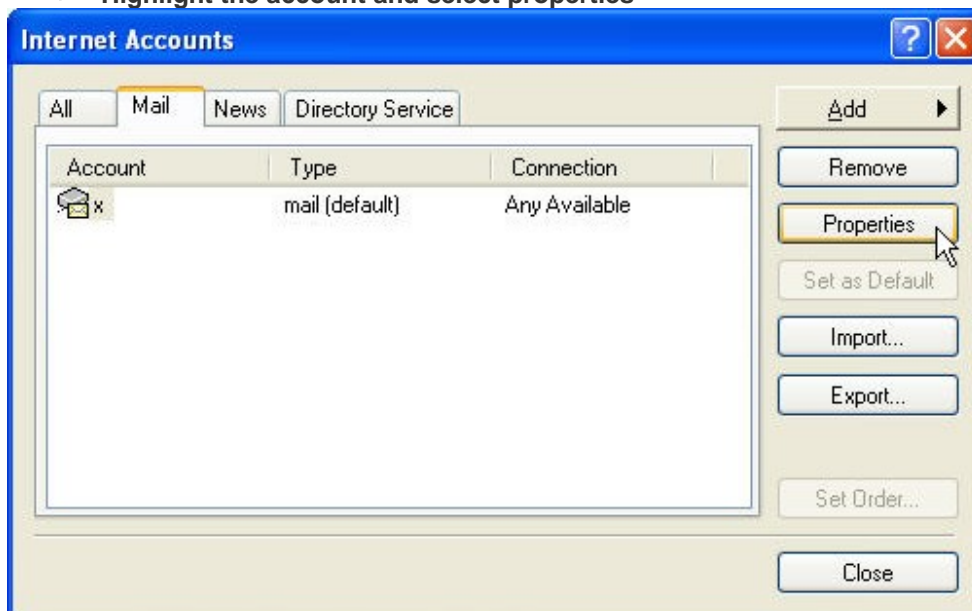 Highlight the account and select properties
Internet Accounts
All Mail News Directory Service
Add
Account Type Connection
Remove
x mail (default) Any Available
Properties
Set as Default
Import...
Export...
Set Order...
Close